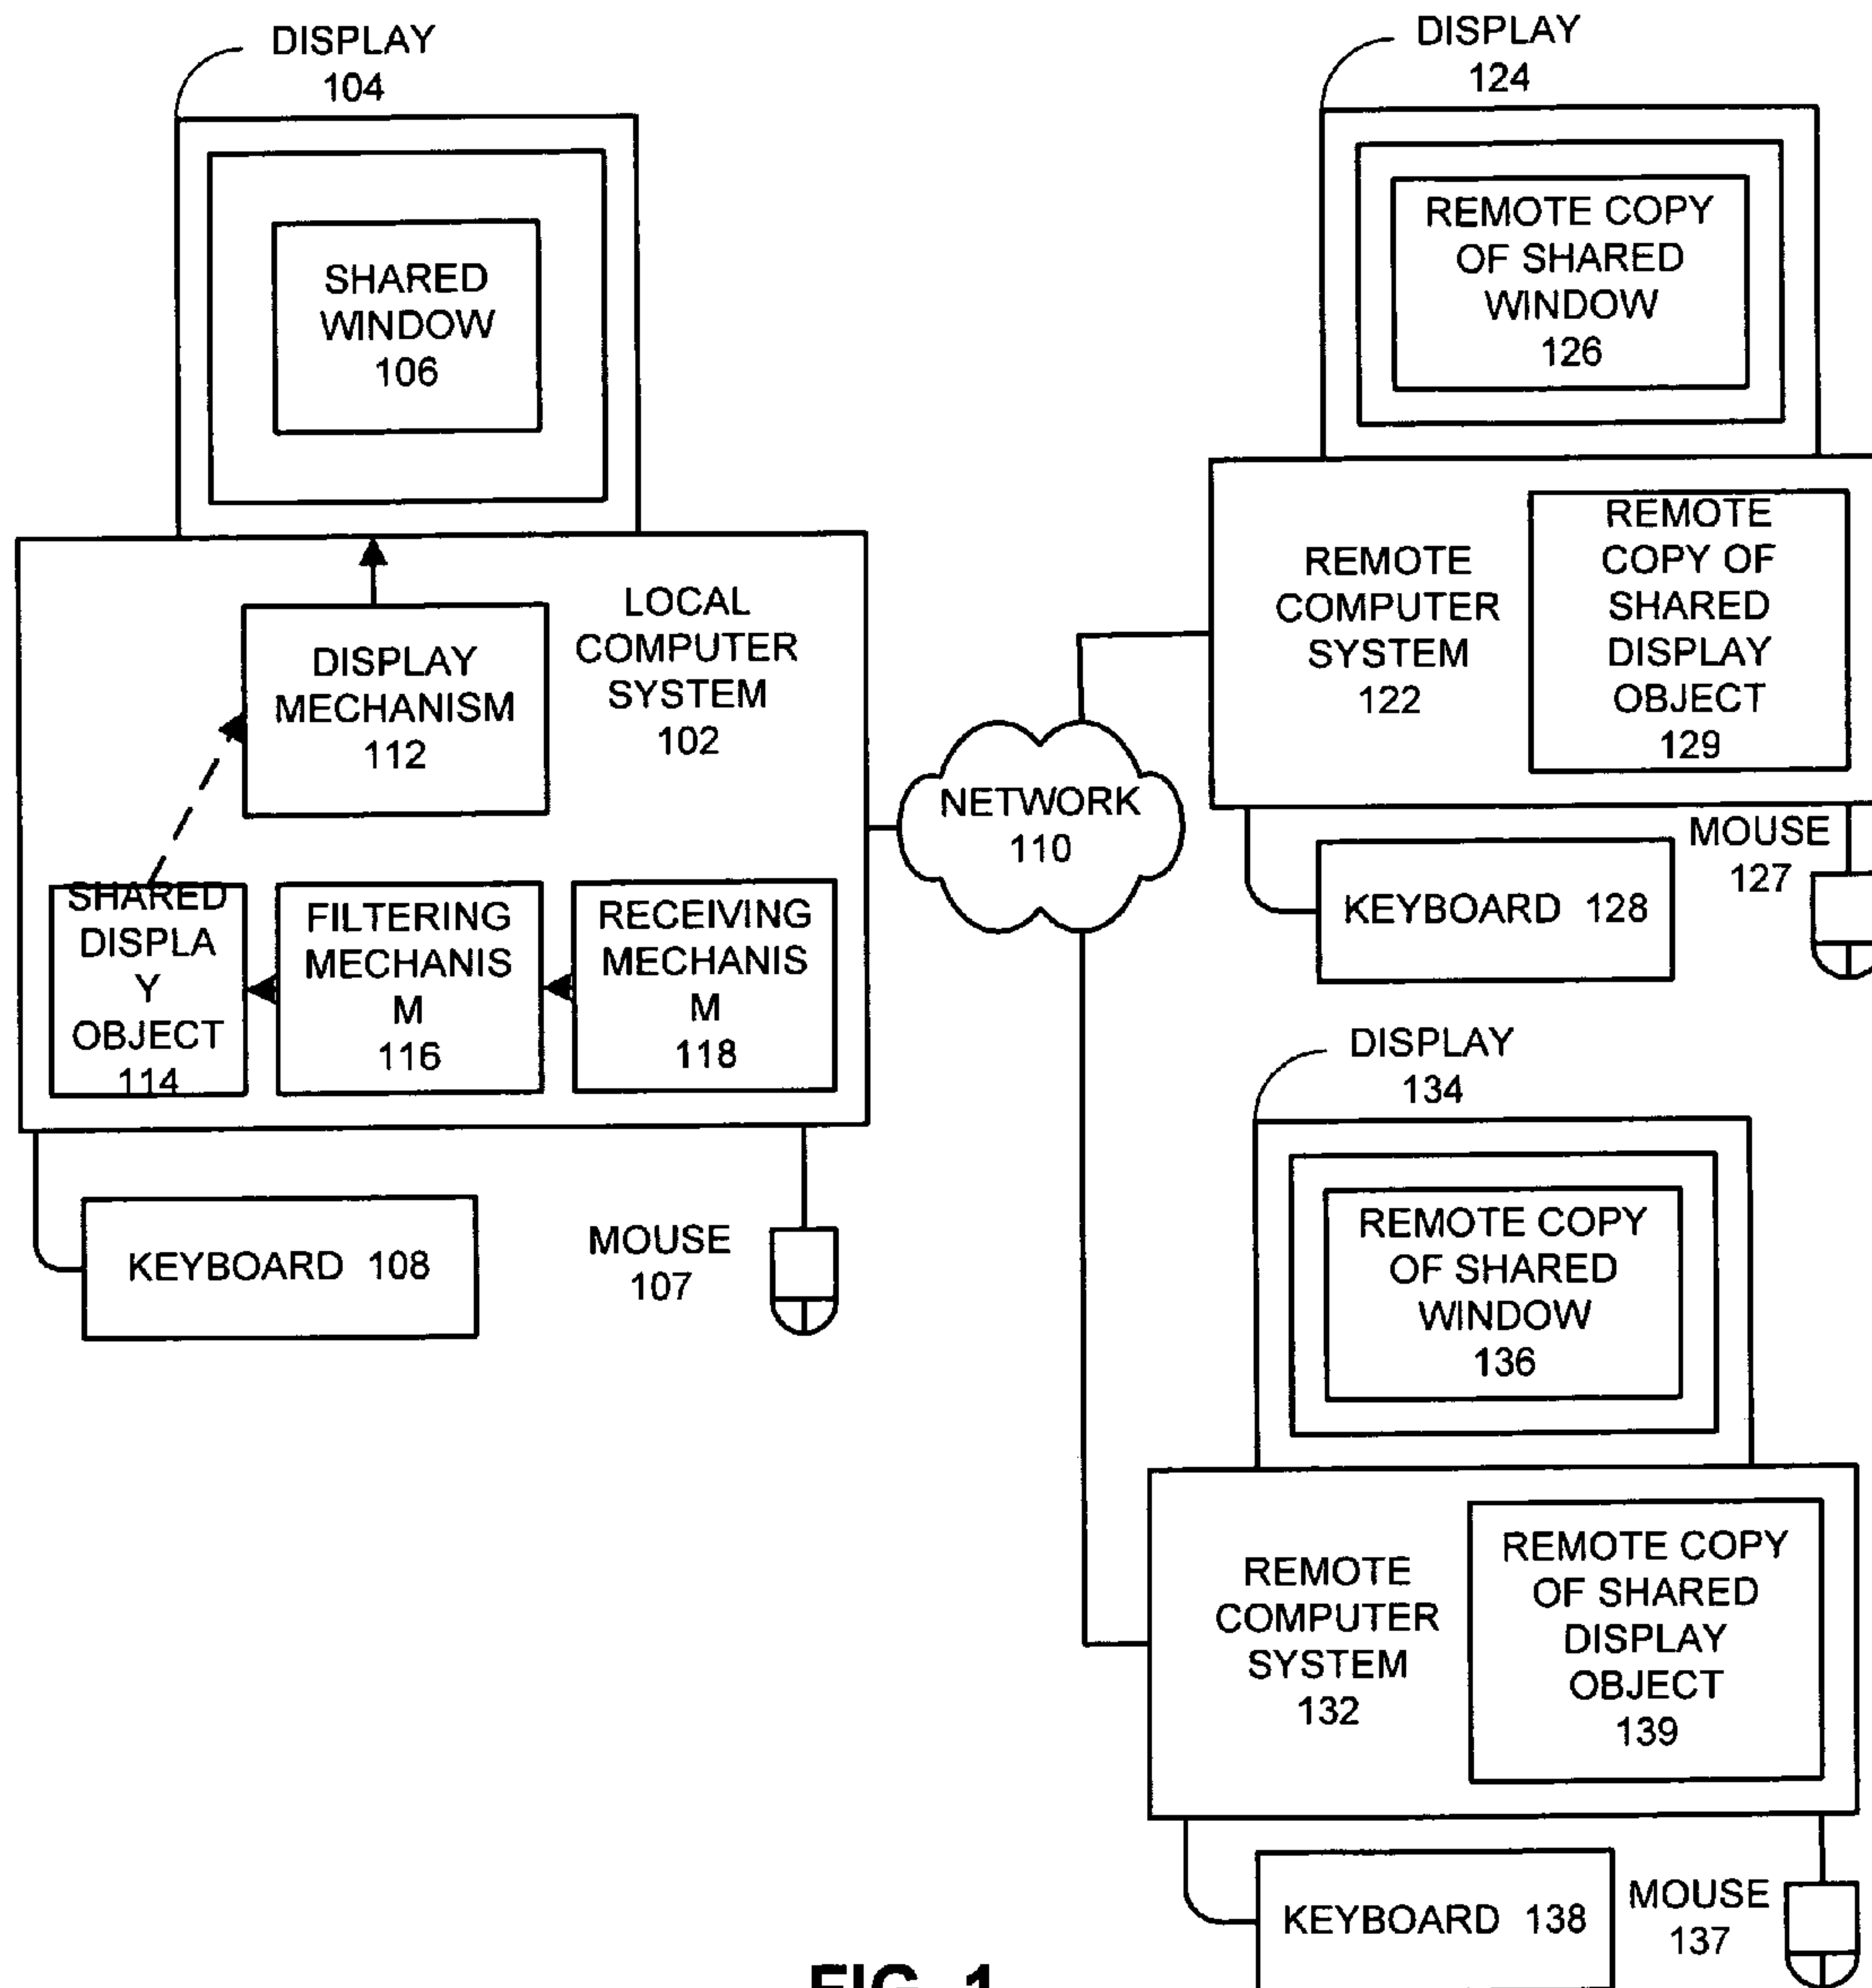 DISPLAY
104
SHARED
WINDOW
106
LOCAL
COMPUTER
SYSTEM
102
DISPLAY
MECHANISM
112
SHARED
DISPLA
Y
OBJECT
114
FILTERING
MECHANIS
M
116
RECEIVING
MECHANIS
M
118
KEYBOARD 108
MOUSE
107
NETWORK
110
DISPLAY
124
REMOTE COPY
OF SHARED
WINDOW
126
REMOTE
COMPUTER
SYSTEM
122
REMOTE
COPY OF
SHARED
DISPLAY
OBJECT
129
KEYBOARD 128
MOUSE
127
DISPLAY
134
REMOTE COPY
OF SHARED
WINDOW
136
REMOTE
COMPUTER
SYSTEM
132
REMOTE COPY
OF SHARED
DISPLAY
OBJECT
139
KEYBOARD 138
MOUSE
137
FIG. 1